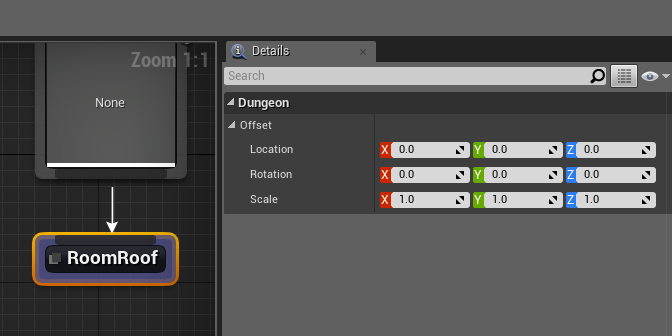 Zoom 1:1
None
RoomRoof
Details
Search
Dungeon
Offset
Location X 0.0 Y 0.0 Z 0.0
Rotation X 0.0 Y 0.0 Z 0.0
Scale X 1.0 Y 1.0 Z 1.0